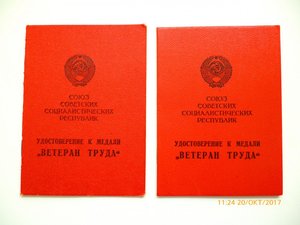 СОЮЗ
СОВЕТСКИХ
СОЦИАЛИСТИЧЕСКИХ
РЕСПУБЛИК
УДОСТОВЕРЕНИЕ К МЕДАЛИ
„ВЕТЕРАН ТРУДА“
СОЮЗ
СОВЕТСКИХ
СОЦИАЛИСТИЧЕСКИХ
РЕСПУБЛИК
УДОСТОВЕРЕНИЕ К МЕДАЛИ
„ВЕТЕРАН ТРУДА“
11:24 20/ОКТ/2017